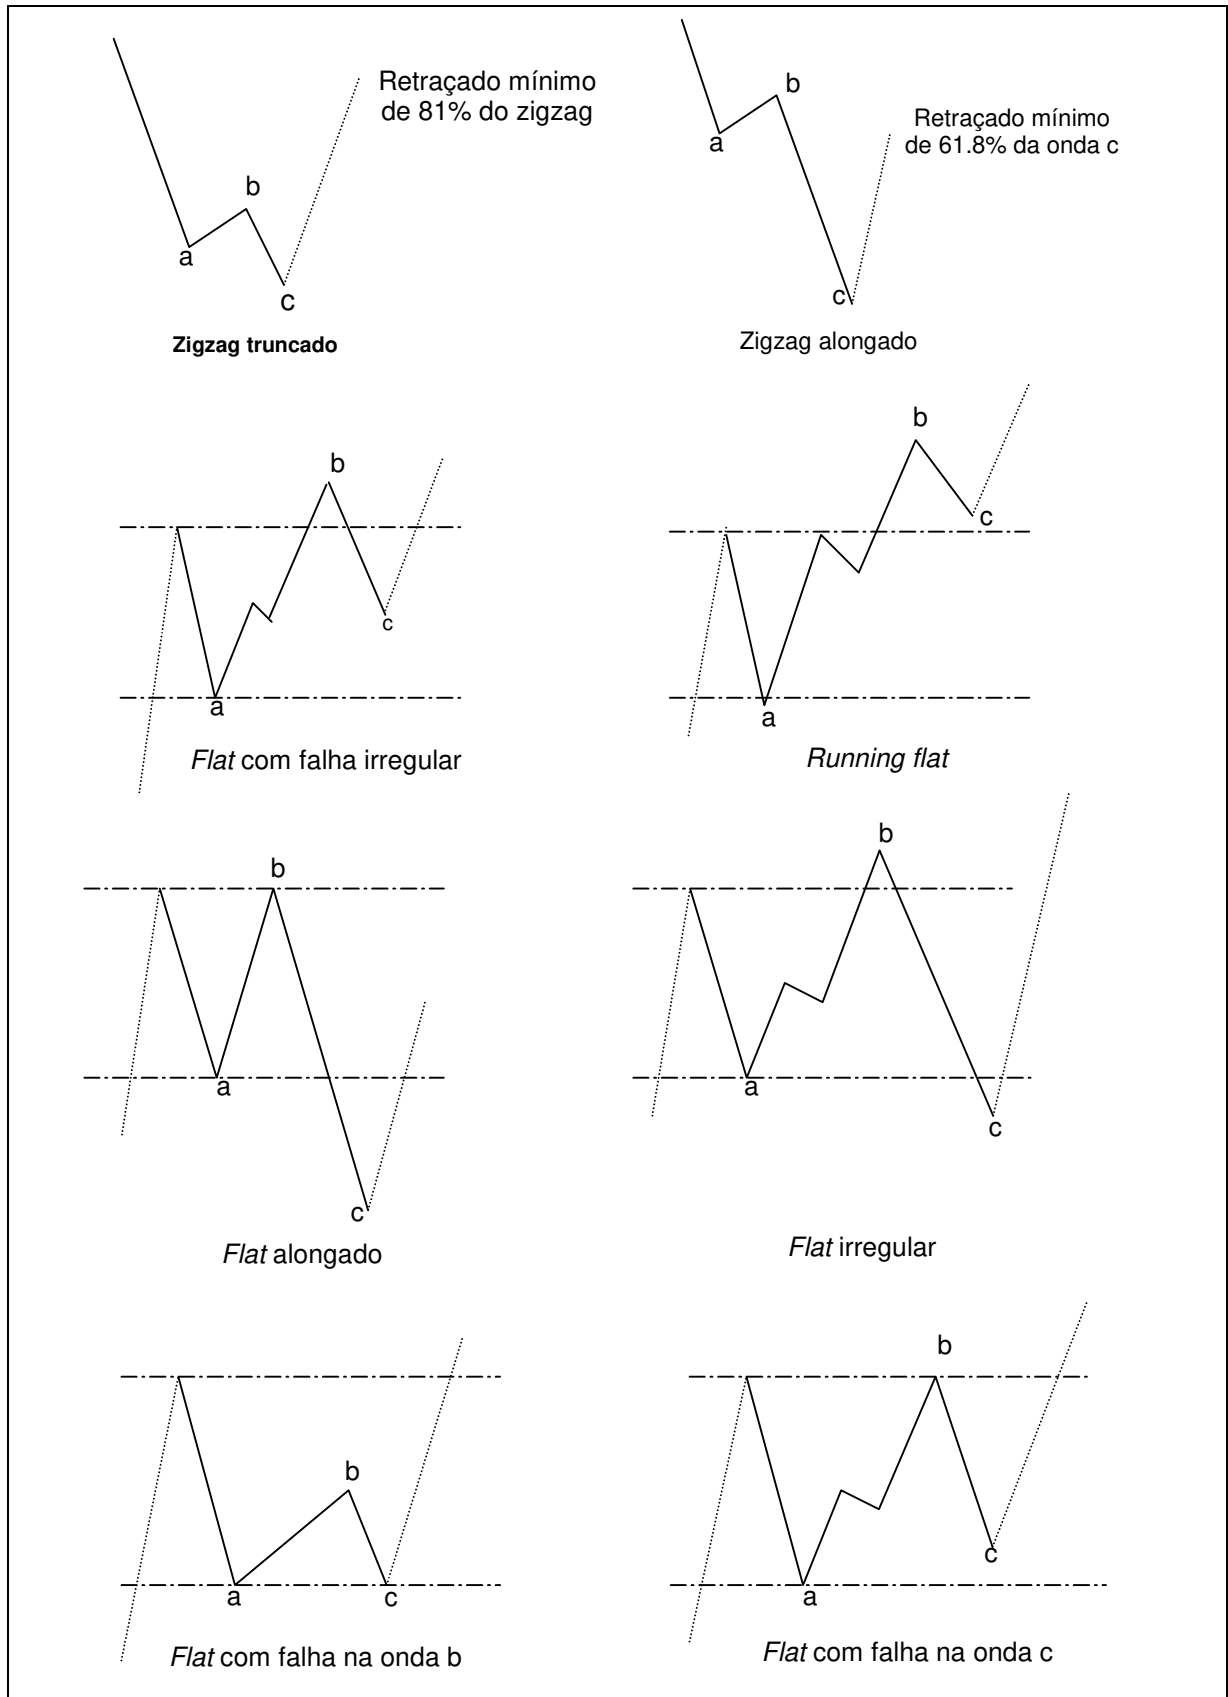 Retraçado mínimo
de 81% do zigzag
b
a
c
Zigzag truncado
b
a
Retraçado mínimo
de 61.8% da onda c
c
Zigzag alongado
b
c
a
Flat com falha irregular
b
c
a
Running flat
b
a
c
Flat alongado
b
a
c
Flat irregular
b
a
c
Flat com falha na onda b
b
c
a
Flat com falha na onda c